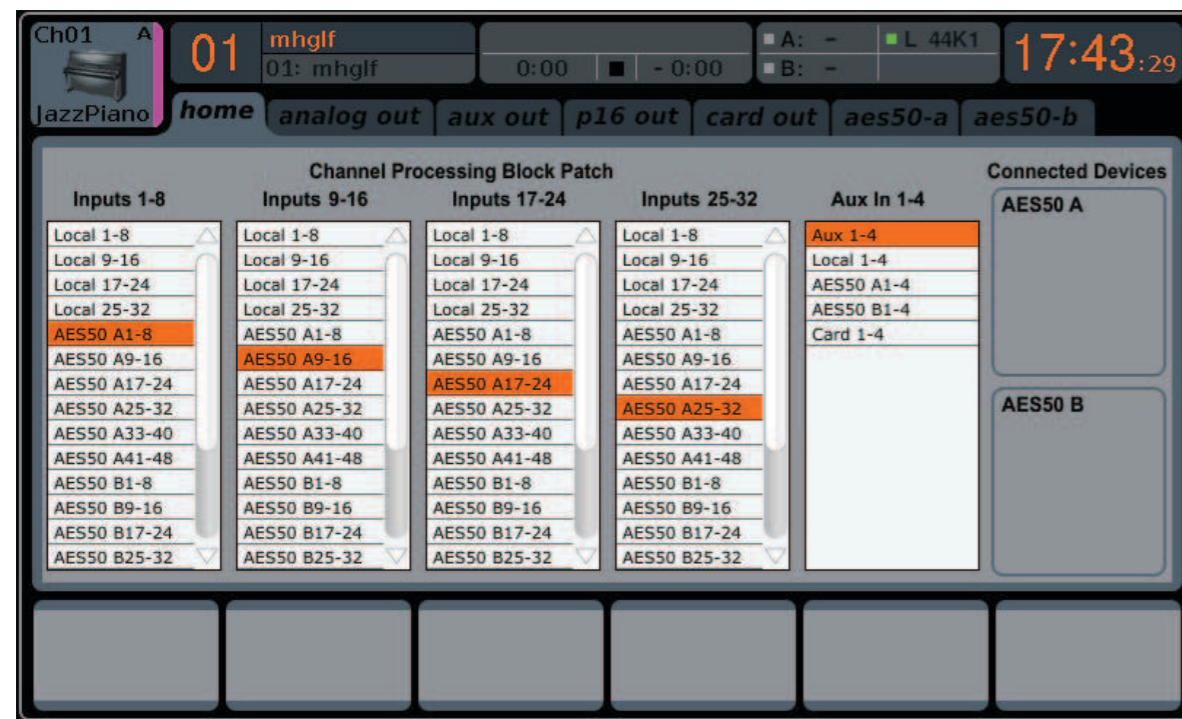 Ch01 A
JazzPiano
01
mhglf
01: mhglf
0:00 - 0:00
A: -
B: -
L 44K1
17:43:29
home analog out aux out p16 out card out aes50-a aes50-b
Channel Processing Block Patch
Inputs 1-8
Local 1-8
Local 9-16
Local 17-24
Local 25-32
AES50 A1-8
AES50 A9-16
AES50 A17-24
AES50 A25-32
AES50 A33-40
AES50 A41-48
AES50 B1-8
AES50 B9-16
AES50 B17-24
AES50 B25-32
Inputs 9-16
Local 1-8
Local 9-16
Local 17-24
Local 25-32
AES50 A1-8
AES50 A9-16
AES50 A17-24
AES50 A25-32
AES50 A33-40
AES50 A41-48
AES50 B1-8
AES50 B9-16
AES50 B17-24
AES50 B25-32
Inputs 17-24
Local 1-8
Local 9-16
Local 17-24
Local 25-32
AES50 A1-8
AES50 A9-16
AES50 A17-24
AES50 A25-32
AES50 A33-40
AES50 A41-48
AES50 B1-8
AES50 B9-16
AES50 B17-24
AES50 B25-32
Inputs 25-32
Local 1-8
Local 9-16
Local 17-24
Local 25-32
AES50 A1-8
AES50 A9-16
AES50 A17-24
AES50 A25-32
AES50 A33-40
AES50 A41-48
AES50 B1-8
AES50 B9-16
AES50 B17-24
AES50 B25-32
Aux In 1-4
Aux 1-4
Local 1-4
AES50 A1-4
AES50 B1-4
Card 1-4
Connected Devices
AES50 A
AES50 B